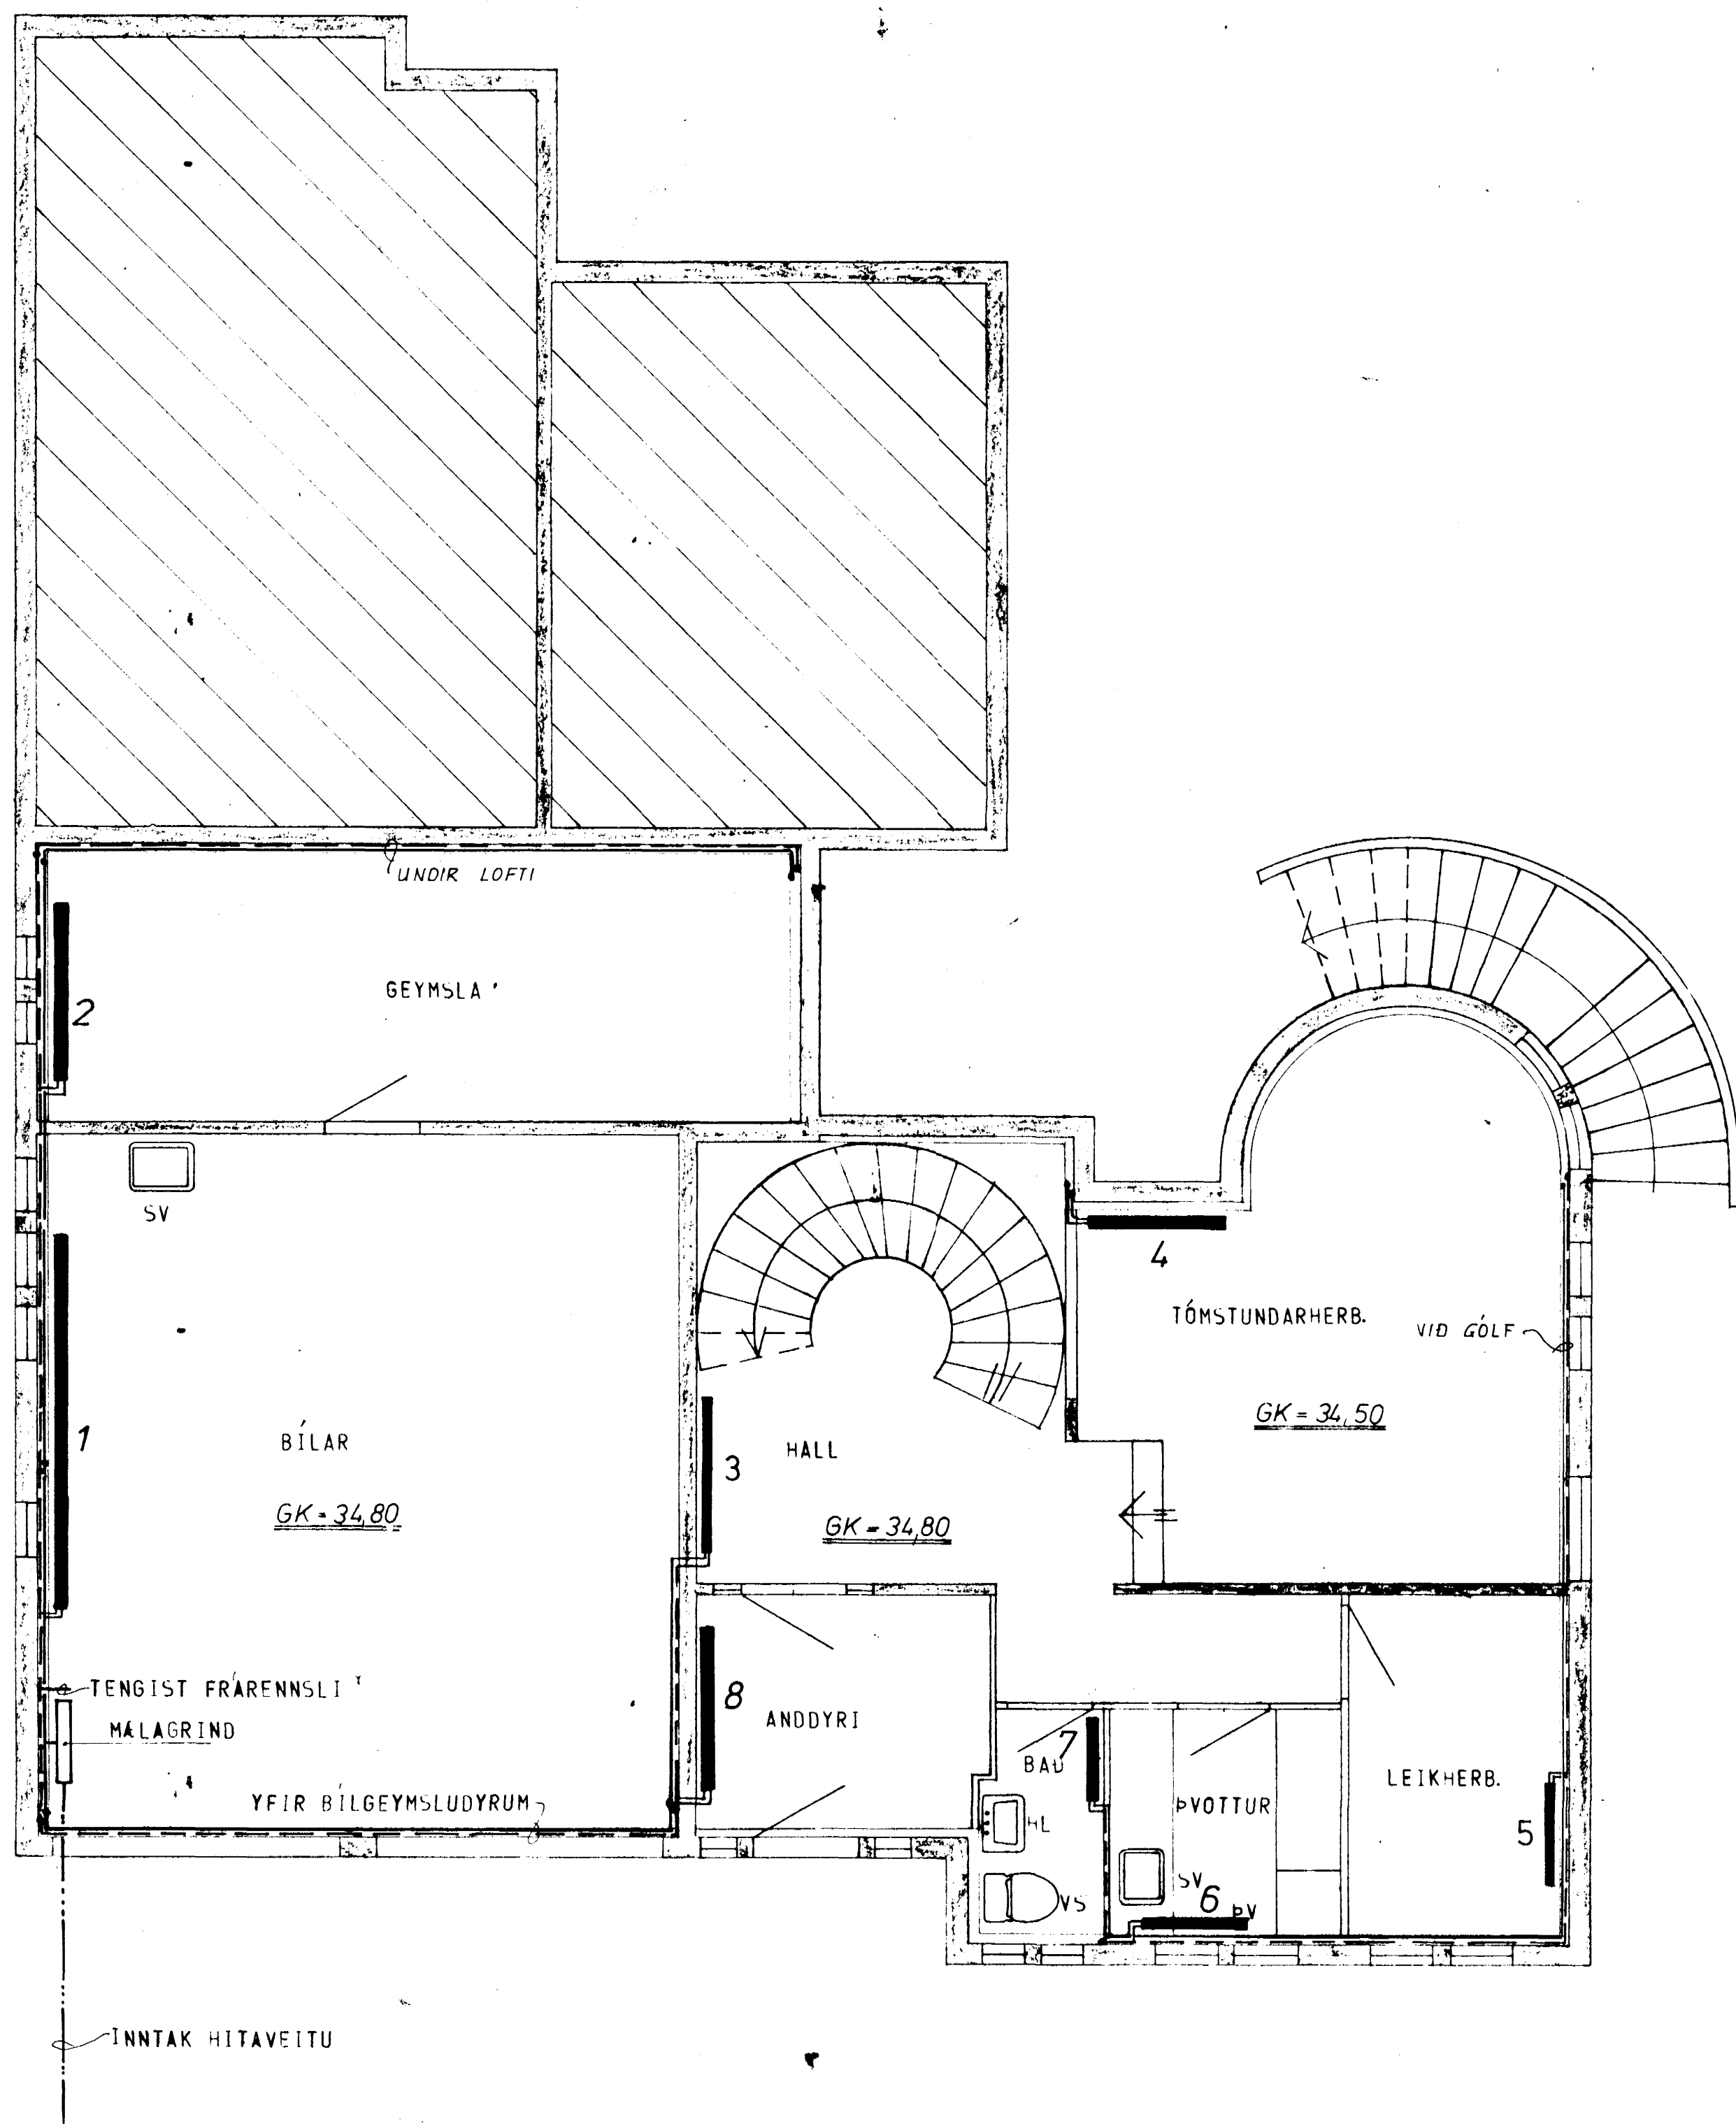 UNDIR LOFTI
GEYMSLA
2
SV
4
TÓMSTUNDARHERB.
VIÐ GÓLF
GK = 34,50
1
BÍLAR
GK = 34,80
3
HALL
GK = 34,80
TENGIST FRÁRENNSLI
MÆLAGRIND
YFIR BÍLGEYMSLUDYRUM
8
ANDDYRI
7
BAÐ
HL
VS
ÞVOTTUR
SV
6
ÞV
LEIKHERB.
5
INNTAK HITAVEITU